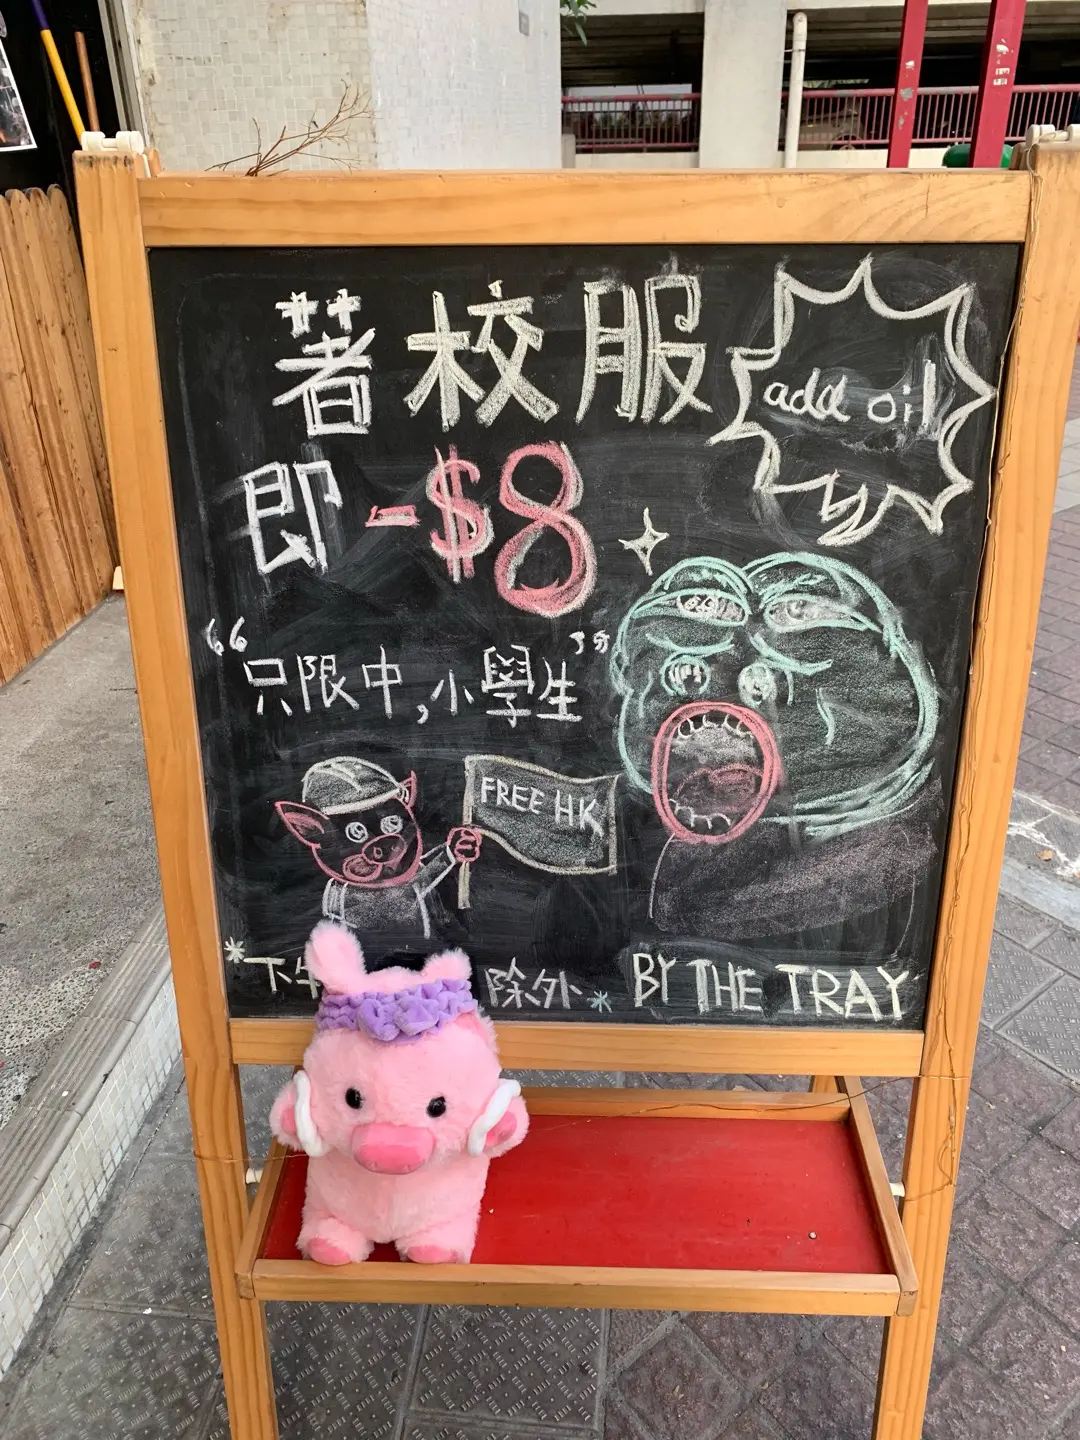 著校服
add oil
即-$8
“只限中,小學生”
FREE HK
*下午 除外*
BY THE TRAY